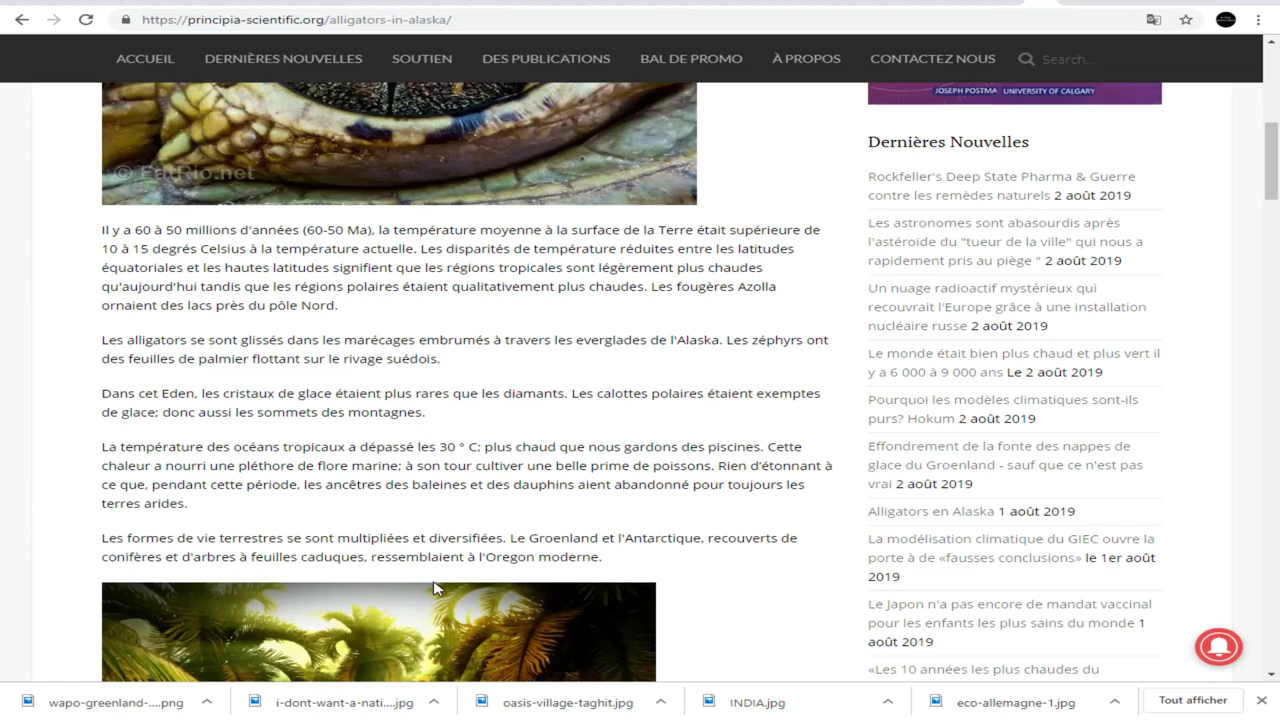 https://principia-scientific.org/alligators-in-alaska/
ACCUEIL DERNIÈRES NOUVELLES SOUTIEN DES PUBLICATIONS BAL DE PROMO À PROPOS CONTACTEZ NOUS Search...
© EatRio.net
Il y a 60 à 50 millions d'années (60-50 Ma), la température moyenne à la surface de la Terre était supérieure de
10 à 15 degrés Celsius à la température actuelle. Les disparités de température réduites entre les latitudes
équatoriales et les hautes latitudes signifient que les régions tropicales sont légèrement plus chaudes
qu'aujourd'hui tandis que les régions polaires étaient qualitativement plus chaudes. Les fougères Azolla
ornaient des lacs près du pôle Nord.
Les alligators se sont glissés dans les marécages embrumés à travers les everglades de l'Alaska. Les zéphyrs ont
des feuilles de palmier flottant sur le rivage suédois.
Dans cet Eden, les cristaux de glace étaient plus rares que les diamants. Les calottes polaires étaient exemptes
de glace; donc aussi les sommets des montagnes.
La température des océans tropicaux a dépassé les 30 ° C; plus chaud que nous gardons des piscines. Cette
chaleur a nourri une pléthore de flore marine; à son tour cultiver une belle prime de poissons. Rien d'étonnant à
ce que, pendant cette période, les ancêtres des baleines et des dauphins aient abandonné pour toujours les
terres arides.
Les formes de vie terrestres se sont multipliées et diversifiées. Le Groenland et l'Antarctique, recouverts de
conifères et d'arbres à feuilles caduques, ressemblaient à l'Oregon moderne.
JOSEPH POSTMA UNIVERSITY OF CALGARY
Dernières Nouvelles
Rockfeller's Deep State Pharma & Guerre
contre les remèdes naturels 2 août 2019
Les astronomes sont abasourdis après
l'astéroïde du "tueur de la ville" qui nous a
rapidement pris au piège " 2 août 2019
Un nuage radioactif mystérieux qui
recouvrait l'Europe grâce à une installation
nucléaire russe 2 août 2019
Le monde était bien plus chaud et plus vert il
y a 6 000 à 9 000 ans Le 2 août 2019
Pourquoi les modèles climatiques sont-ils
purs? Hokum 2 août 2019
Effondrement de la fonte des nappes de
glace du Groenland - sauf que ce n'est pas
vrai 2 août 2019
Alligators en Alaska 1 août 2019
La modélisation climatique du GIEC ouvre la
porte à de «fausses conclusions» le 1er août
2019
Le Japon n'a pas encore de mandat vaccinal
pour les enfants les plus sains du monde 1
août 2019
«Les 10 années les plus chaudes du
wapo-greenland-....png i-dont-want-a-nati....jpg oasis-village-taghit.jpg INDIA.jpg eco-allemagne-1.jpg Tout afficher